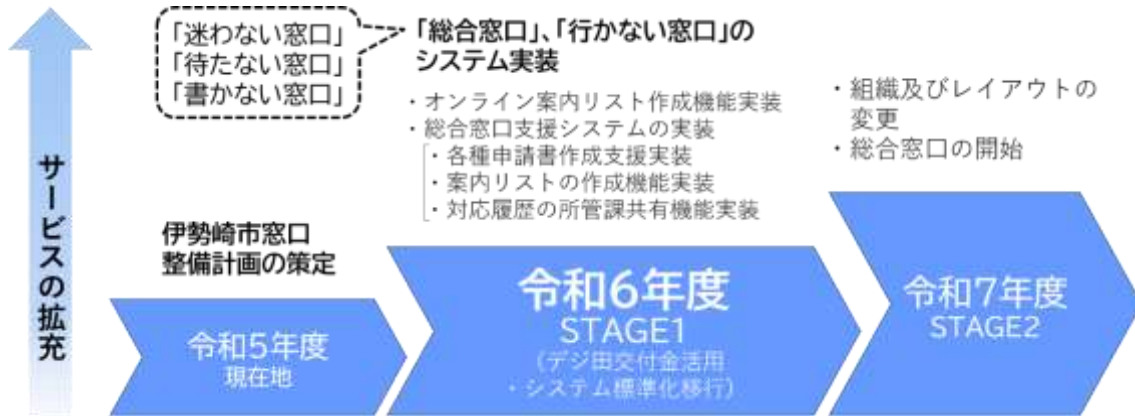 サービスの拡充
「迷わない窓口」
「待たない窓口」
「書かない窓口」
「総合窓口」、「行かない窓口」の
システム実装
・オンライン案内リスト作成機能実装
・総合窓口支援システムの実装
・各種申請書作成支援実装
・案内リストの作成機能実装
・対応履歴の所管課共有機能実装
・組織及びレイアウトの
変更
・総合窓口の開始
伊勢崎市窓口
整備計画の策定
令和5年度
現在地
令和6年度
STAGE1
(デジ田交付金活用
・システム標準化移行)
令和7年度
STAGE2